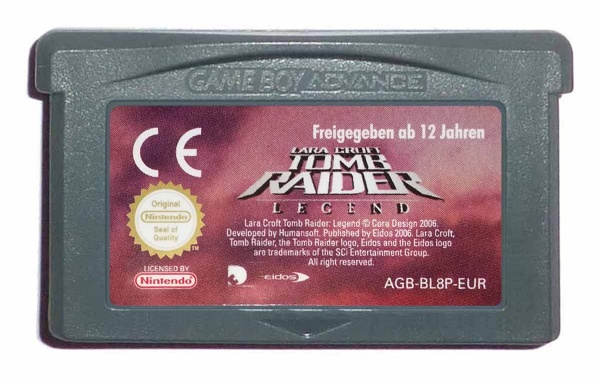 GAME BOY ADVANCE
CE
Freigegeben ab 12 Jahren
LARA CROFT
TOMB
RAIDER
LEGEND
Original
Nintendo
Seal of
Quality
TM
Lara Croft Tomb Raider: Legend © Core Design 2006.
Developed by Humansoft. Published by Eidos 2006. Lara Croft,
Tomb Raider, the Tomb Raider logo, Eidos and the Eidos logo
are trademarks of the SCi Entertainment Group.
All right reserved.
LICENSED BY
Nintendo
eidos
AGB-BL8P-EUR